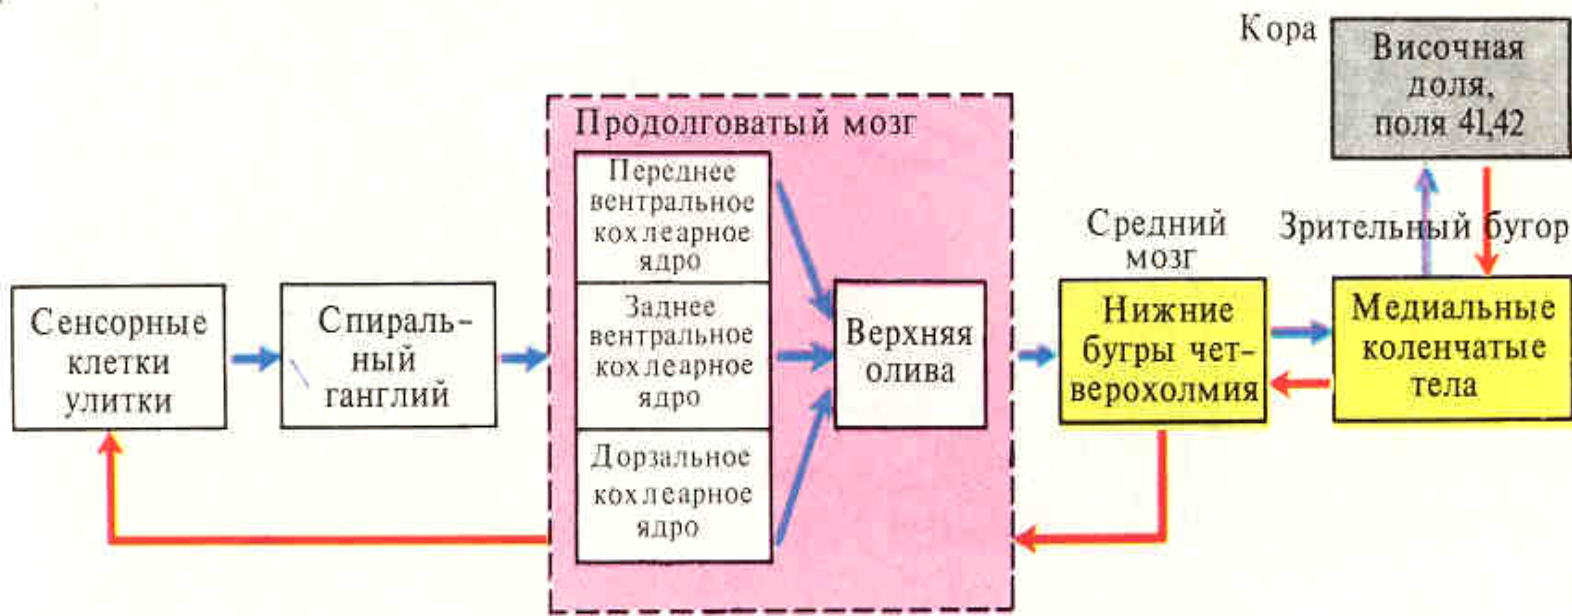 Кора
Височная
доля,
поля 41,42
Продолговатый мозг
Переднее
вентральное
кохлеарное
ядро
Заднее
вентральное
кохлеарное
ядро
Дорзальное
кохлеарное
ядро
Верхняя
олива
Сенсорные
клетки
улитки
Спираль-
ный
ганглий
Средний
мозг
Нижние
бугры чет-
верохолмия
Зрительный бугор
Медиальные
коленчатые
тела